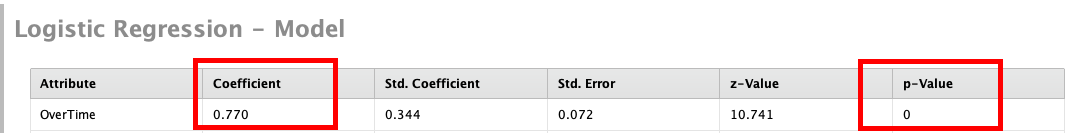 Logistic Regression – Model
Attribute Coefficient Std. Coefficient Std. Error z-Value p-Value
OverTime 0.770 0.344 0.072 10.741 0